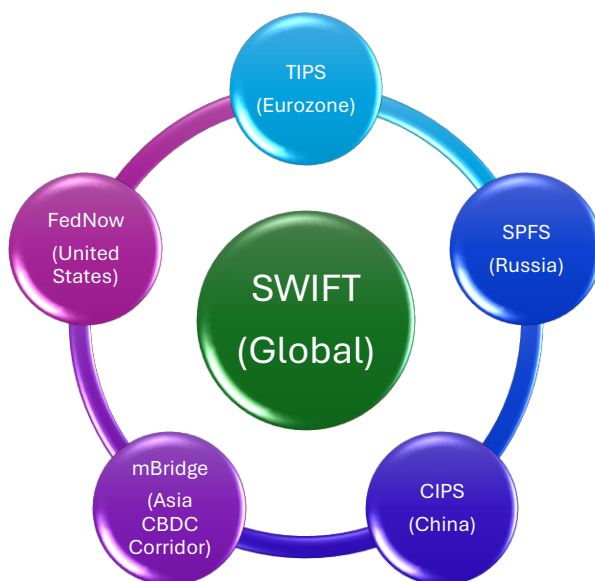 TIPS
(Eurozone)
FedNow
(United
States)
SPFS
(Russia)
SWIFT
(Global)
mBridge
(Asia
CBDC
Corridor)
CIPS
(China)